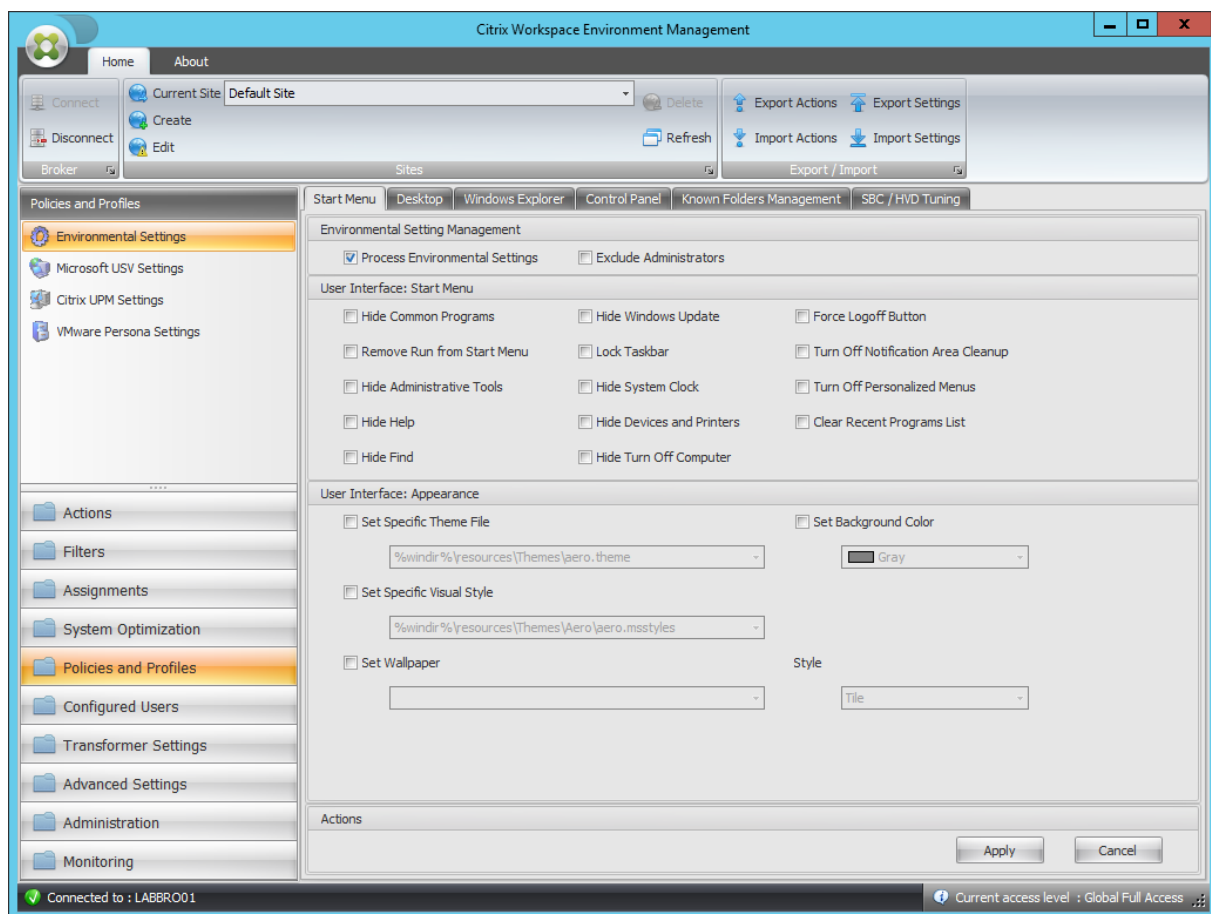 Citrix Workspace Environment Management
Home About
Connect
Disconnect
Broker
Current Site Default Site
Create
Edit
Delete
Refresh
Sites
Export Actions Export Settings
Import Actions Import Settings
Export / Import
Policies and Profiles
Environmental Settings
Microsoft USV Settings
Citrix UPM Settings
VMware Persona Settings
Actions
Filters
Assignments
System Optimization
Policies and Profiles
Configured Users
Transformer Settings
Advanced Settings
Administration
Monitoring
Start Menu Desktop Windows Explorer Control Panel Known Folders Management SBC / HVD Tuning
Environmental Setting Management
Process Environmental Settings Exclude Administrators
User Interface: Start Menu
Hide Common Programs Hide Windows Update Force Logoff Button
Remove Run from Start Menu Lock Taskbar Turn Off Notification Area Cleanup
Hide Administrative Tools Hide System Clock Turn Off Personalized Menus
Hide Help Hide Devices and Printers Clear Recent Programs List
Hide Find Hide Turn Off Computer
User Interface: Appearance
Set Specific Theme File Set Background Color
%windir%\resources\Themes\aero.theme Gray
Set Specific Visual Style
%windir%\resources\Themes\Aero\aero.msstyles
Set Wallpaper Style
Tile
Actions
Apply Cancel
Connected to : LABBRO01 Current access level : Global Full Access